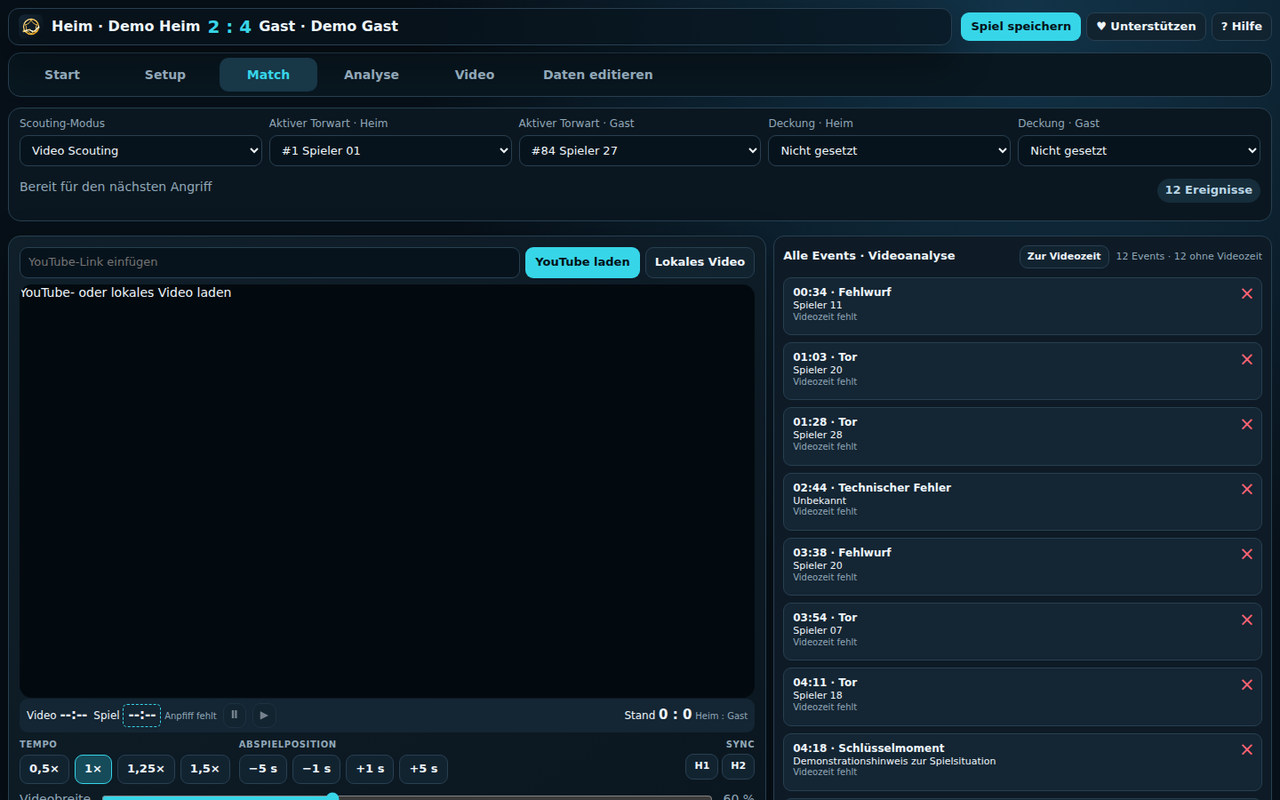 Heim · Demo Heim 2 : 4 Gast · Demo Gast
Spiel speichern
♥ Unterstützen
? Hilfe
Start
Setup
Match
Analyse
Video
Daten editieren
Scouting-Modus
Video Scouting
Aktiver Torwart · Heim
#1 Spieler 01
Aktiver Torwart · Gast
#84 Spieler 27
Deckung · Heim
Nicht gesetzt
Deckung · Gast
Nicht gesetzt
Bereit für den nächsten Angriff
12 Ereignisse
YouTube-Link einfügen
YouTube laden
Lokales Video
YouTube- oder lokales Video laden
Video --:-- Spiel --:-- Anpfiff fehlt
Stand 0 : 0 Heim : Gast
TEMPO
0,5×
1×
1,25×
1,5×
ABSPIELPOSITION
−5 s
−1 s
+1 s
+5 s
SYNC
H1
H2
Videobreite
60 %
Alle Events · Videoanalyse
Zur Videozeit
12 Events · 12 ohne Videozeit
00:34 · Fehlwurf
Spieler 11
Videozeit fehlt
01:03 · Tor
Spieler 20
Videozeit fehlt
01:28 · Tor
Spieler 28
Videozeit fehlt
02:44 · Technischer Fehler
Unbekannt
Videozeit fehlt
03:38 · Fehlwurf
Spieler 20
Videozeit fehlt
03:54 · Tor
Spieler 07
Videozeit fehlt
04:11 · Tor
Spieler 18
Videozeit fehlt
04:18 · Schlüsselmoment
Demonstrationshinweis zur Spielsituation
Videozeit fehlt